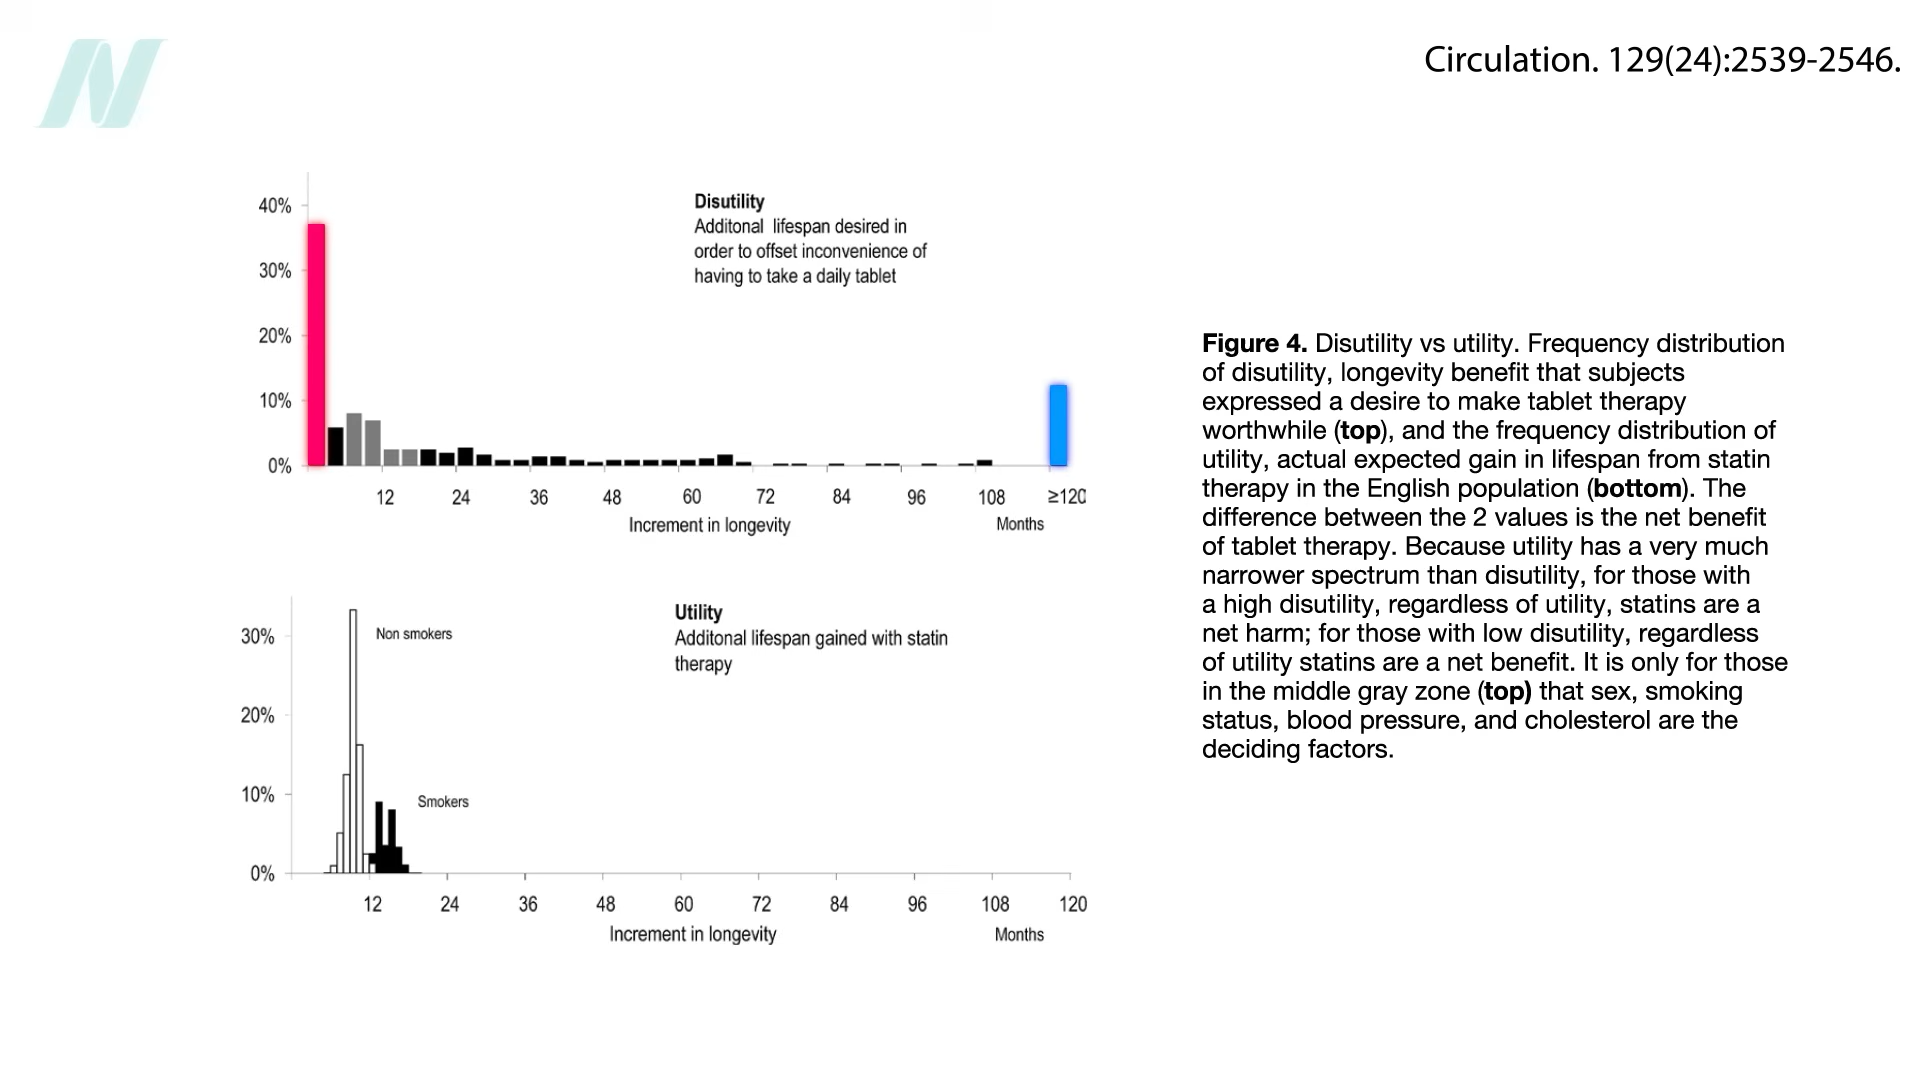 Circulation. 129(24):2539-2546.
40%
30%
20%
10%
0%
Disutility
Additonal lifespan desired in
order to offset inconvenience of
having to take a daily tablet
12 24 36 48 60 72 84 96 108 ≥120
Increment in longevity Months
30%
20%
10%
0%
Non smokers
Smokers
Utility
Additonal lifespan gained with statin
therapy
12 24 36 48 60 72 84 96 108 120
Increment in longevity Months
Figure 4. Disutility vs utility. Frequency distribution
of disutility, longevity benefit that subjects
expressed a desire to make tablet therapy
worthwhile (top), and the frequency distribution of
utility, actual expected gain in lifespan from statin
therapy in the English population (bottom). The
difference between the 2 values is the net benefit
of tablet therapy. Because utility has a very much
narrower spectrum than disutility, for those with
a high disutility, regardless of utility, statins are a
net harm; for those with low disutility, regardless
of utility statins are a net benefit. It is only for those
in the middle gray zone (top) that sex, smoking
status, blood pressure, and cholesterol are the
deciding factors.